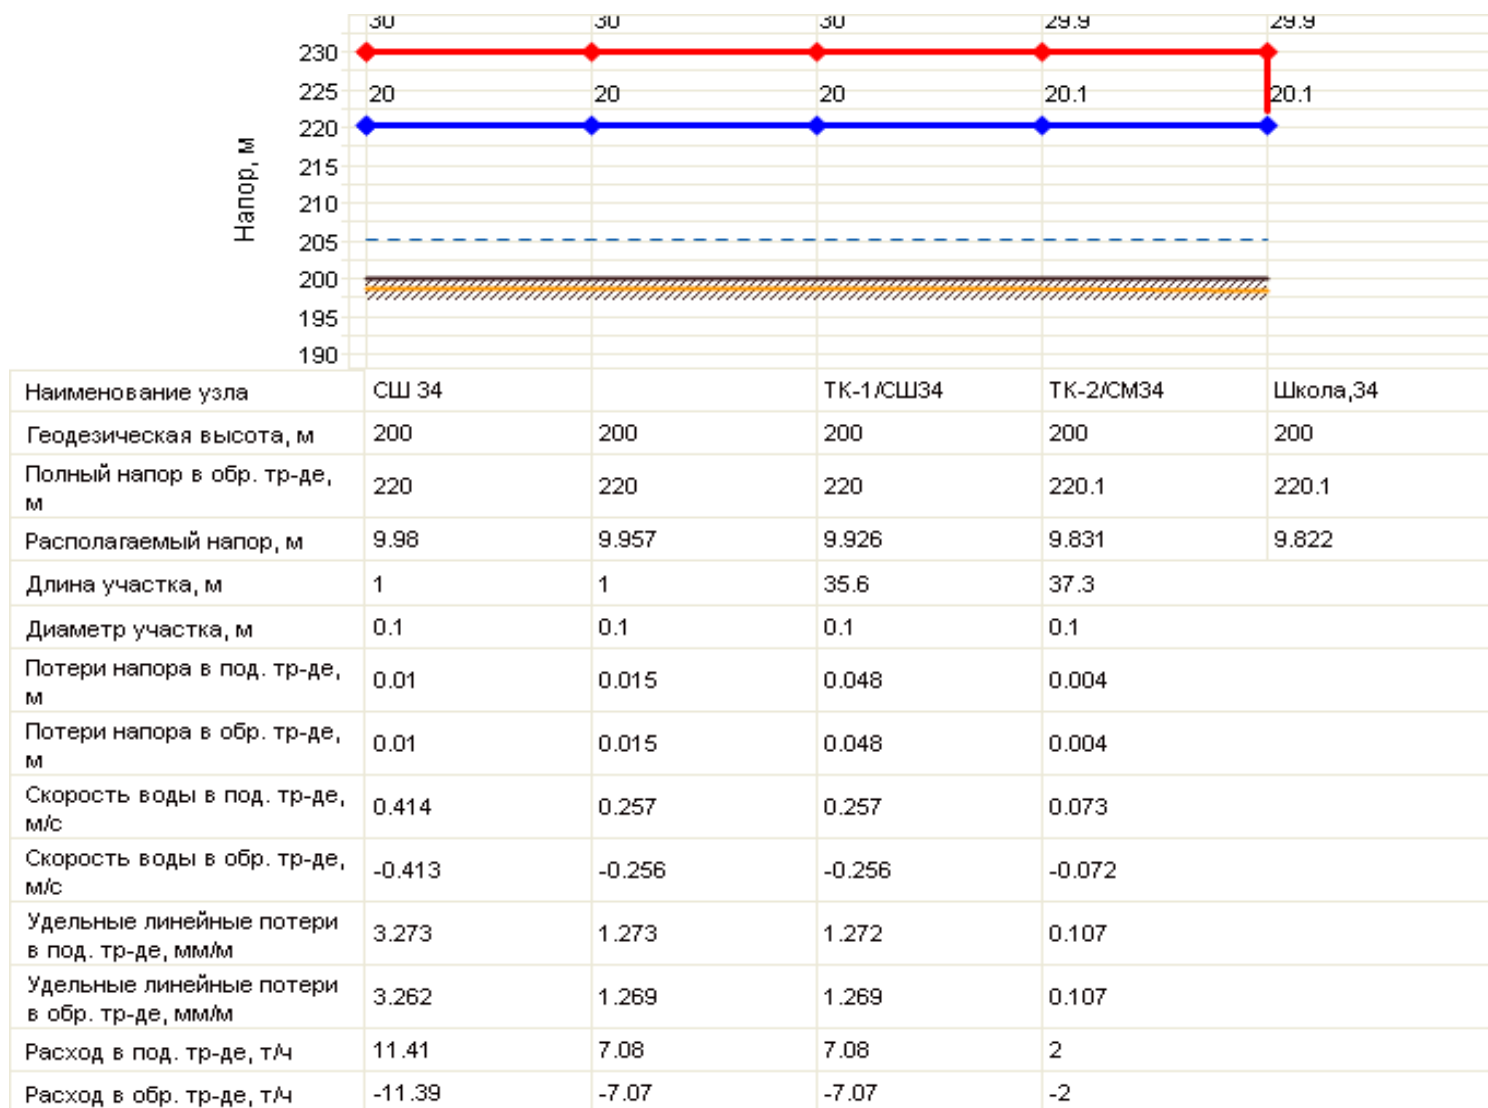 30 30 30 29.9 29.9
230
225 20 20 20 20.1 20.1
220
215
210
205
200
195
190
Напор, м
Наименование узла СШ 34 ТК-1/СШ34 ТК-2/СМ34 Школа,34
Геодезическая высота, м 200 200 200 200 200
Полный напор в обр. тр-де,
м 220 220 220 220.1 220.1
Располагаемый напор, м 9.98 9.957 9.926 9.831 9.822
Длина участка, м 1 1 35.6 37.3
Диаметр участка, м 0.1 0.1 0.1 0.1
Потери напора в под. тр-де,
м 0.01 0.015 0.048 0.004
Потери напора в обр. тр-де,
м 0.01 0.015 0.048 0.004
Скорость воды в под. тр-де,
м/с 0.414 0.257 0.257 0.073
Скорость воды в обр. тр-де,
м/с -0.413 -0.256 -0.256 -0.072
Удельные линейные потери
в под. тр-де, мм/м 3.273 1.273 1.272 0.107
Удельные линейные потери
в обр. тр-де, мм/м 3.262 1.269 1.269 0.107
Расход в под. тр-де, т/ч 11.41 7.08 7.08 2
Расход в обр. тр-де, т/ч -11.39 -7.07 -7.07 -2